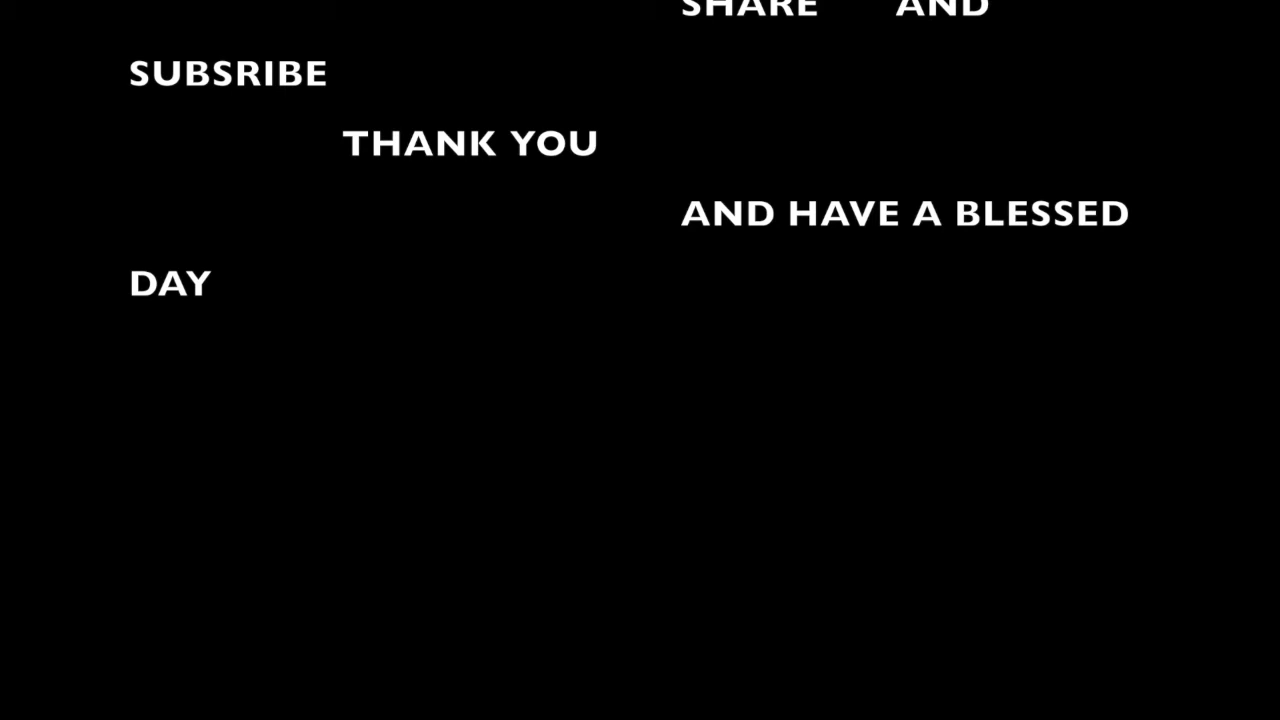 SHARE AND
SUBSRIBE
THANK YOU
AND HAVE A BLESSED
DAY